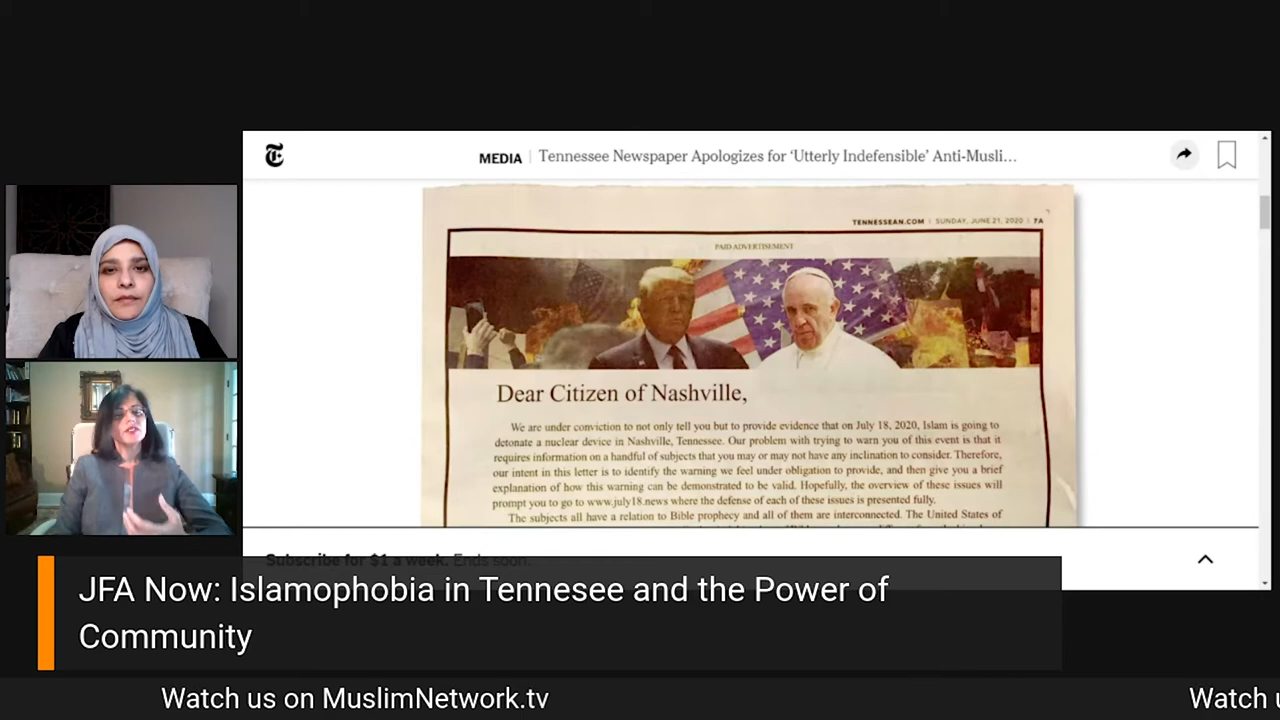 MEDIA | Tennessee Newspaper Apologizes for ‘Utterly Indefensible’ Anti-Musli…
TENNESSEAN.COM | SUNDAY, JUNE 21, 2020 | 7A
PAID ADVERTISEMENT
Dear Citizen of Nashville,
We are under conviction to not only tell you but to provide evidence that on July 18, 2020, Islam is going to
detonate a nuclear device in Nashville, Tennessee. Our problem with trying to warn you of this event is that it
requires information on a handful of subjects that you may or may not have any inclination to consider. Therefore,
our intent in this letter is to identify the warning we feel under obligation to provide, and then give you a brief
explanation of how this warning can be demonstrated to be valid. Hopefully, the overview of these issues will
prompt you to go to www.july18.news where the defense of each of these issues is presented fully.
The subjects all have a relation to Bible prophecy and all of them are interconnected. The United States of
Subscribe for $1 a week. Ends soon.
JFA Now: Islamophobia in Tennesee and the Power of
Community
Watch us on MuslimNetwork.tv
Watch